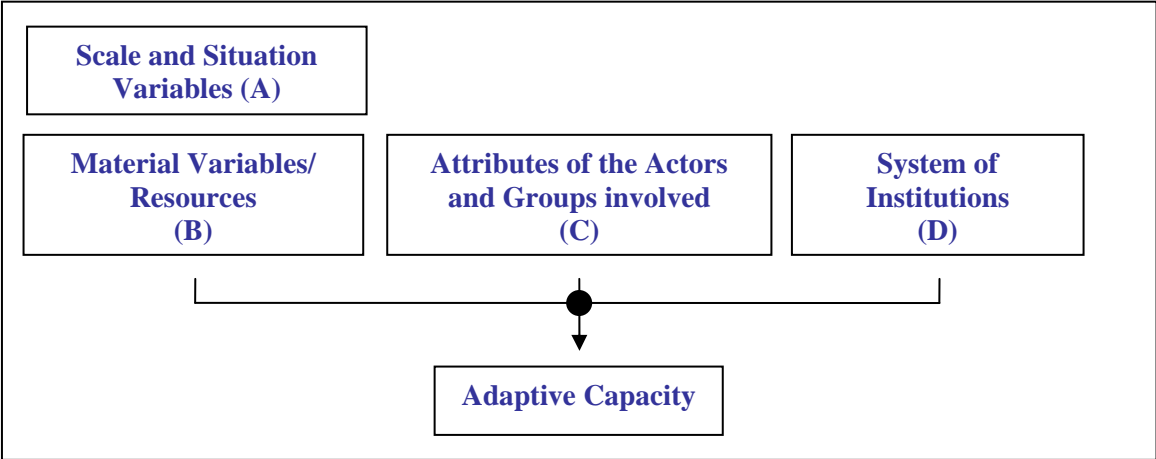 Scale and Situation
Variables (A)
Material Variables/
Resources
(B)
Attributes of the Actors
and Groups involved
(C)
System of
Institutions
(D)
Adaptive Capacity